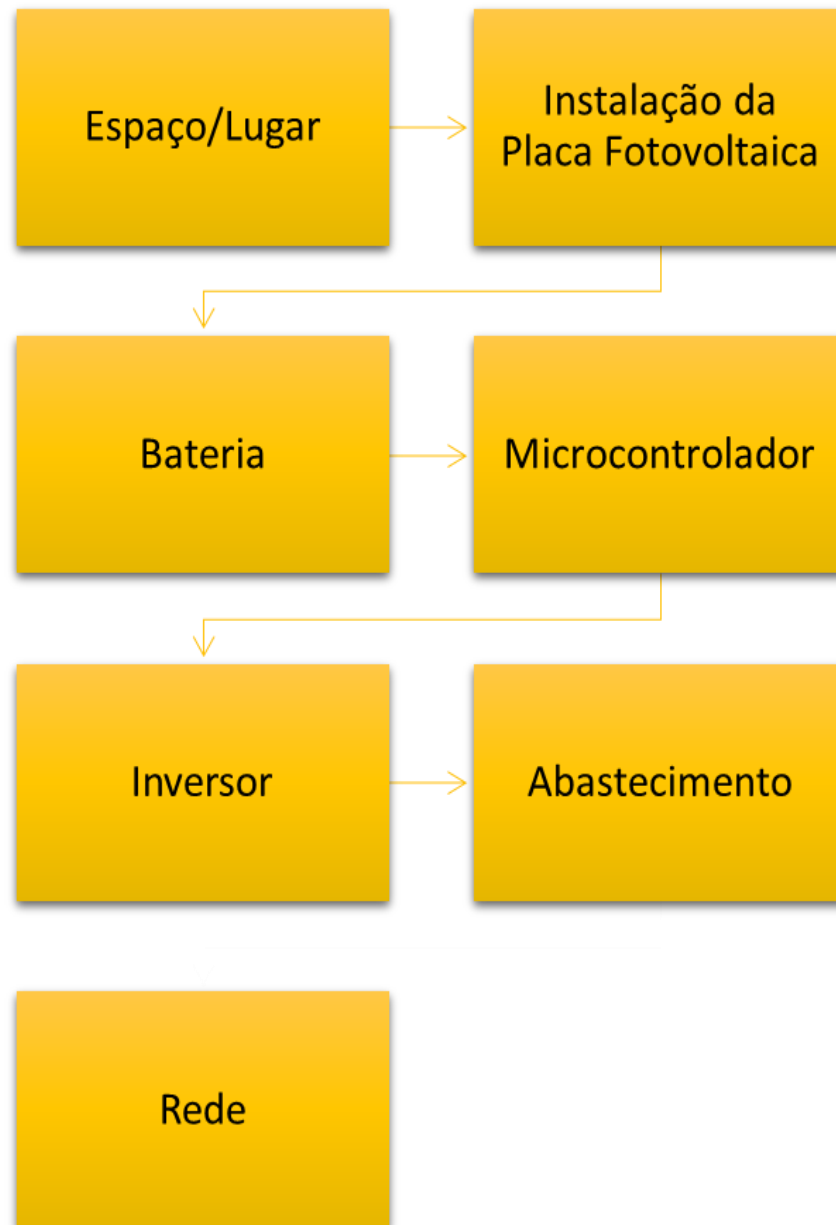 Espaço/Lugar
Instalação da
Placa Fotovoltaica
Bateria
Microcontrolador
Inversor
Abastecimento
Rede